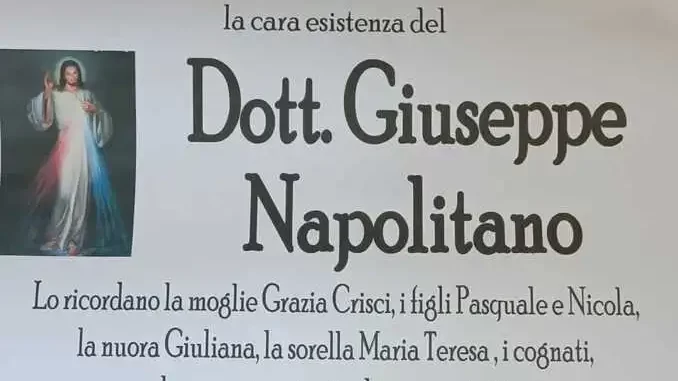 la cara esistenza del
Dott. Giuseppe
Napolitano
Lo ricordano la moglie Grazia Crisci, i figli Pasquale e Nicola,
la nuora Giuliana, la sorella Maria Teresa , i cognati,